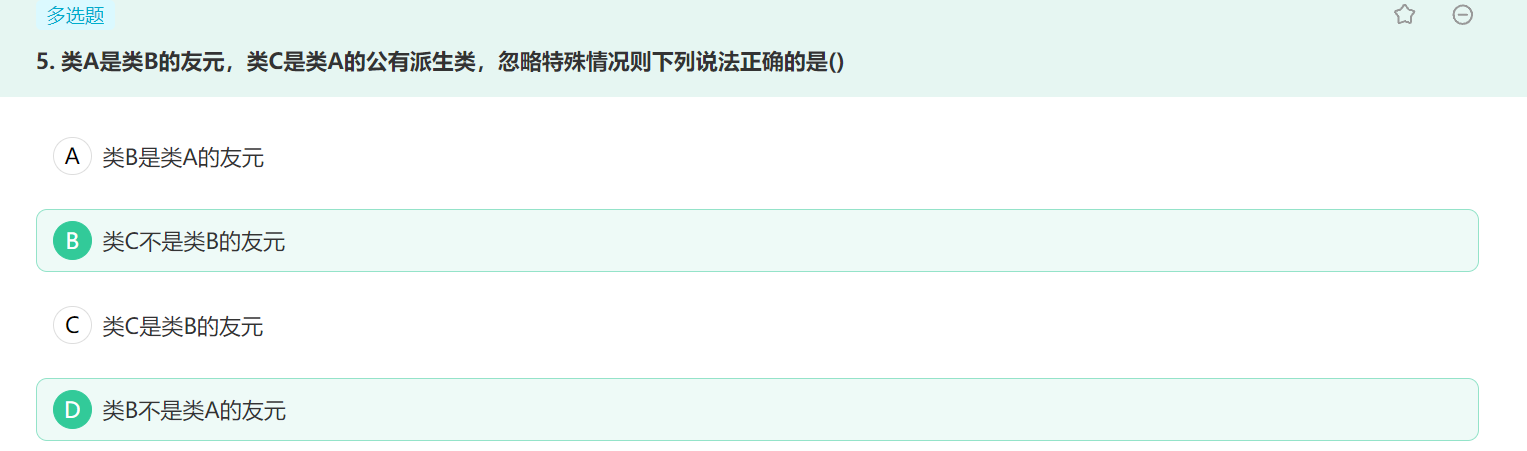 多选题
5. 类A是类B的友元，类C是类A的公有派生类，忽略特殊情况则下列说法正确的是()
A 类B是类A的友元
B 类C不是类B的友元
C 类C是类B的友元
D 类B不是类A的友元